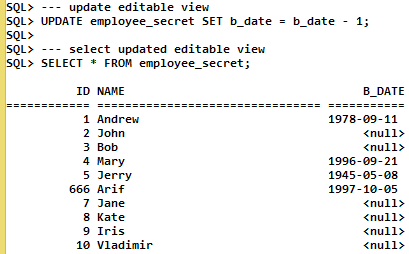 SQL> --- update editable view
SQL> UPDATE employee_secret SET b_date = b_date - 1;
SQL>
SQL> --- select updated editable view
SQL> SELECT * FROM employee_secret;
ID NAME B_DATE
============ =============================== ===========
1 Andrew 1978-09-11
2 John <null>
3 Bob <null>
4 Mary 1996-09-21
5 Jerry 1945-05-08
666 Arif 1997-10-05
7 Jane <null>
8 Kate <null>
9 Iris <null>
10 Vladimir <null>